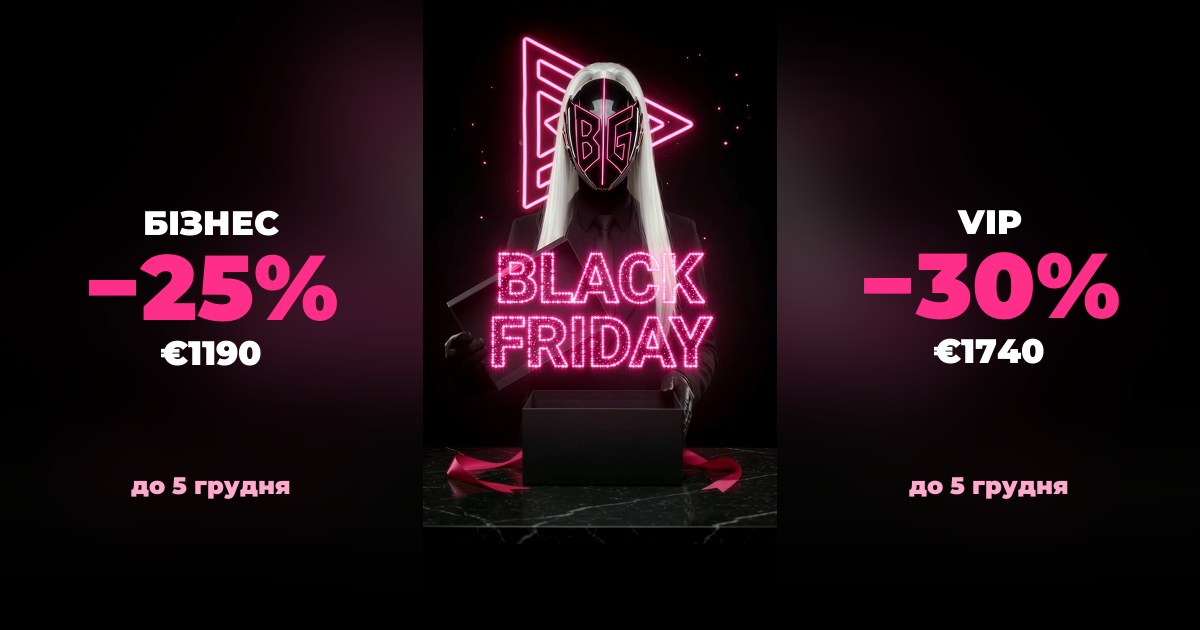 БІЗНЕС
–25%
€1190
до 5 грудня
BG
BLACK
FRIDAY
VIP
–30%
€1740
до 5 грудня